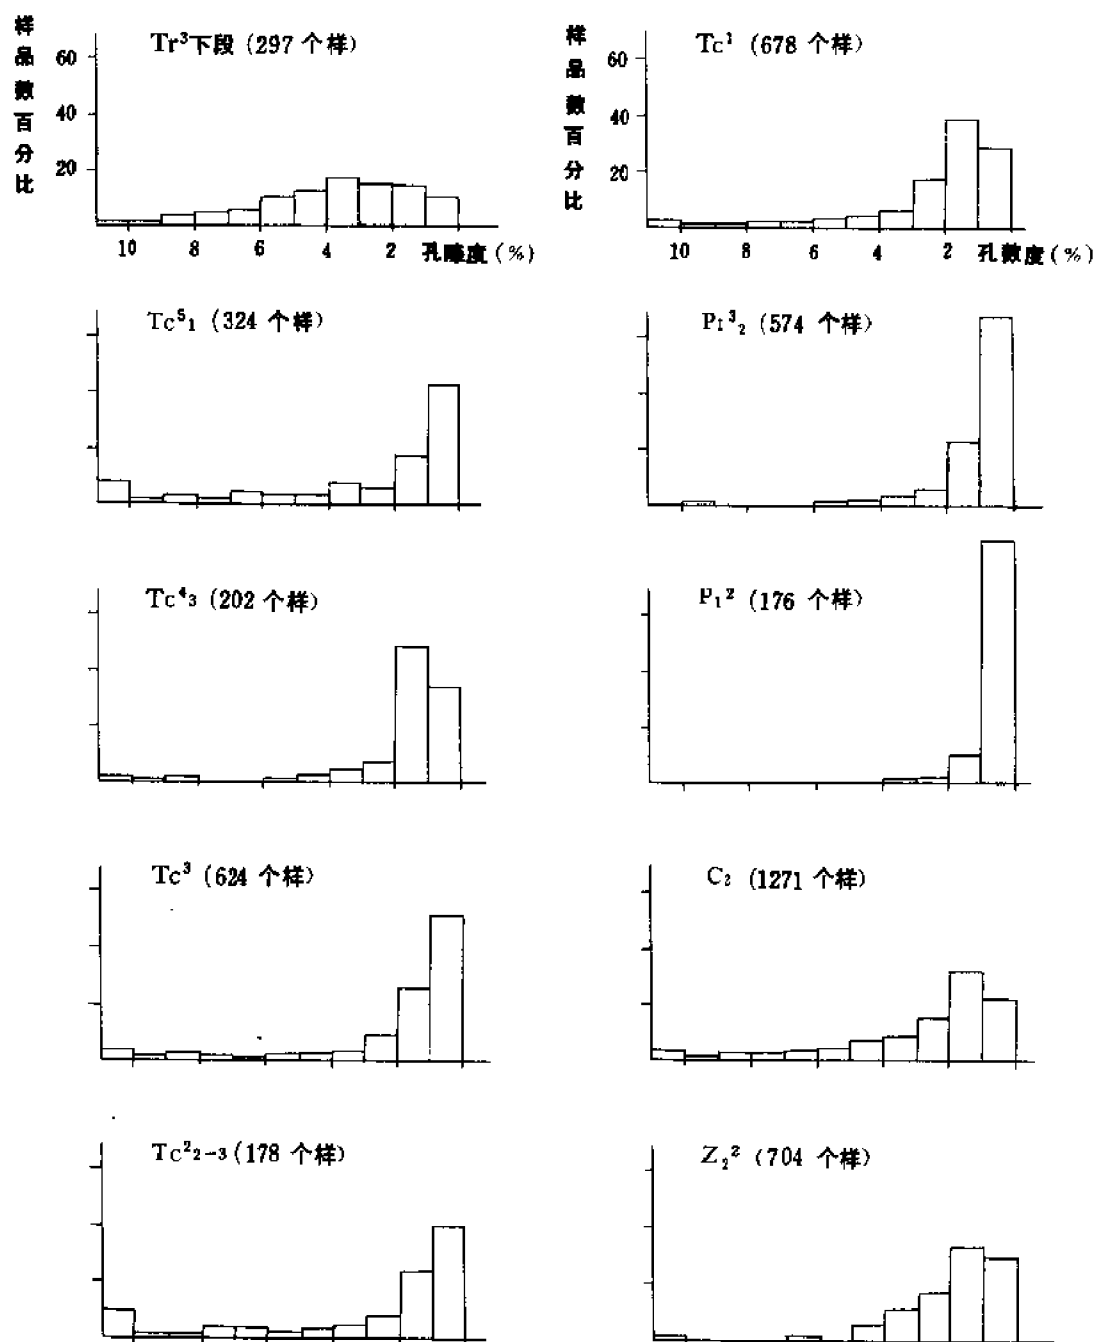 样品数百分比
Tr³下段 (297 个样)
60
40
20
10 8 6 4 2 孔隙度 (%)
样品数百分比
Tc¹ (678 个样)
60
40
20
10 8 6 4 2 孔数度 (%)
Tc⁵₁ (324 个样)
P₁³₂ (574 个样)
Tc⁴₃ (202 个样)
P₁² (176 个样)
Tc³ (624 个样)
C₂ (1271 个样)
Tc²₂₋₃ (178 个样)
Z₂² (704 个样)